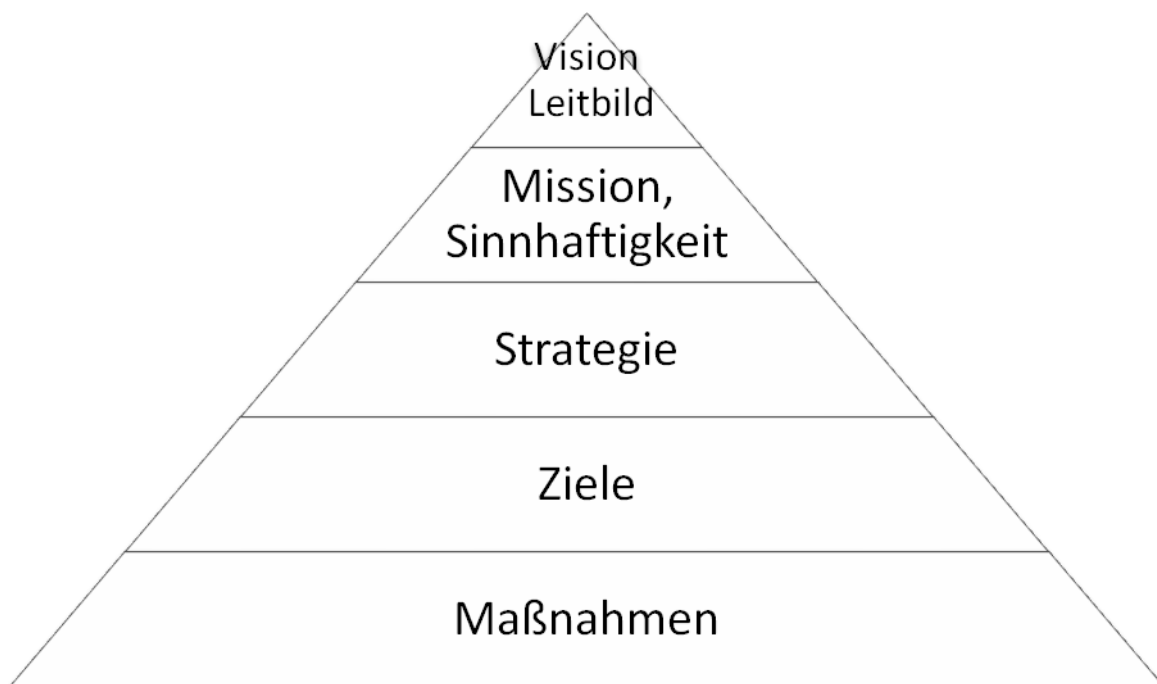 Vision
Leitbild
Mission,
Sinnhaftigkeit
Strategie
Ziele
Maßnahmen